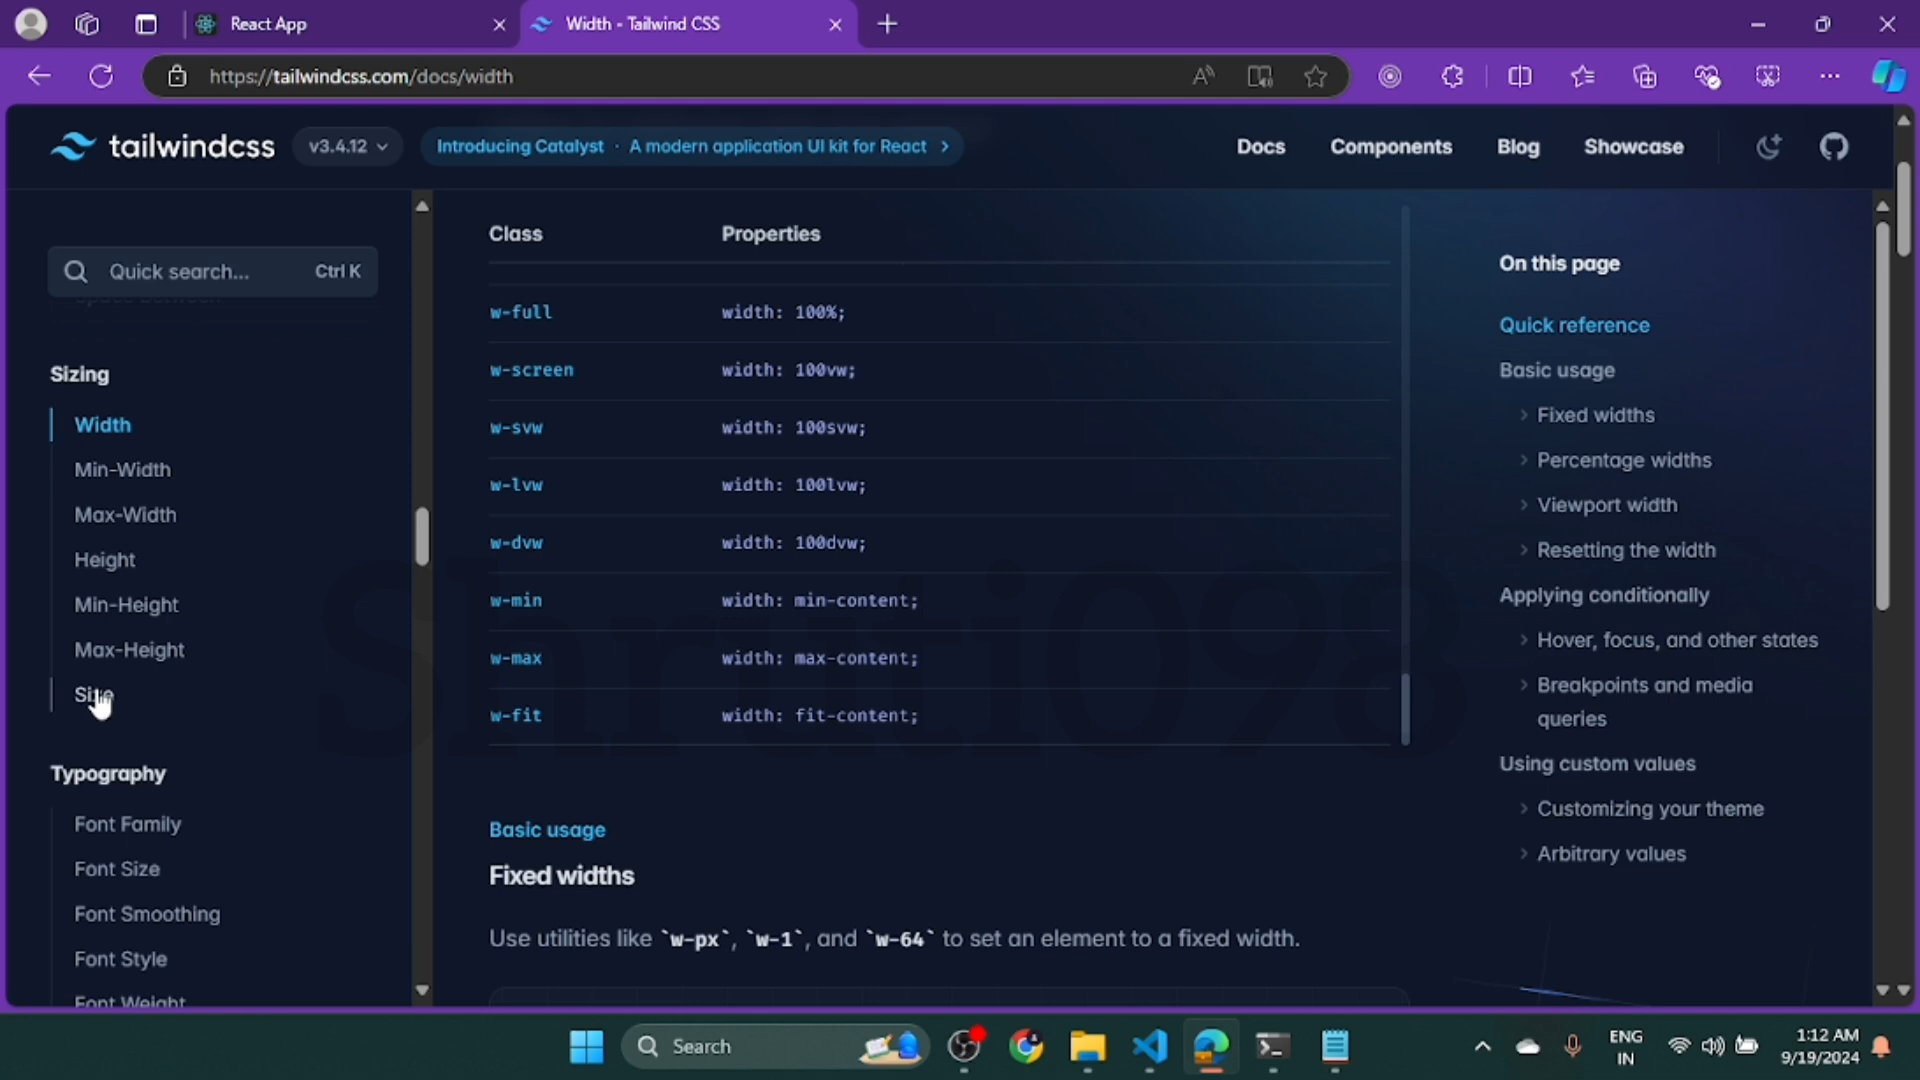 React App
Width - Tailwind CSS
https://tailwindcss.com/docs/width
tailwindcss
v3.4.12
Introducing Catalyst · A modern application UI kit for React
Docs
Components
Blog
Showcase
Quick search...
Ctrl K
Space Between
Sizing
Width
Min-Width
Max-Width
Height
Min-Height
Max-Height
Size
Typography
Font Family
Font Size
Font Smoothing
Font Style
Font Weight
Class Properties
w-full width: 100%;
w-screen width: 100vw;
w-svw width: 100svw;
w-lvw width: 100lvw;
w-dvw width: 100dvw;
w-min width: min-content;
w-max width: max-content;
w-fit width: fit-content;
Shruti098
Basic usage
Fixed widths
Use utilities like `w-px`, `w-1`, and `w-64` to set an element to a fixed width.
On this page
Quick reference
Basic usage
Fixed widths
Percentage widths
Viewport width
Resetting the width
Applying conditionally
Hover, focus, and other states
Breakpoints and media
queries
Using custom values
Customizing your theme
Arbitrary values
Search
ENG
IN
1:12 AM
9/19/2024